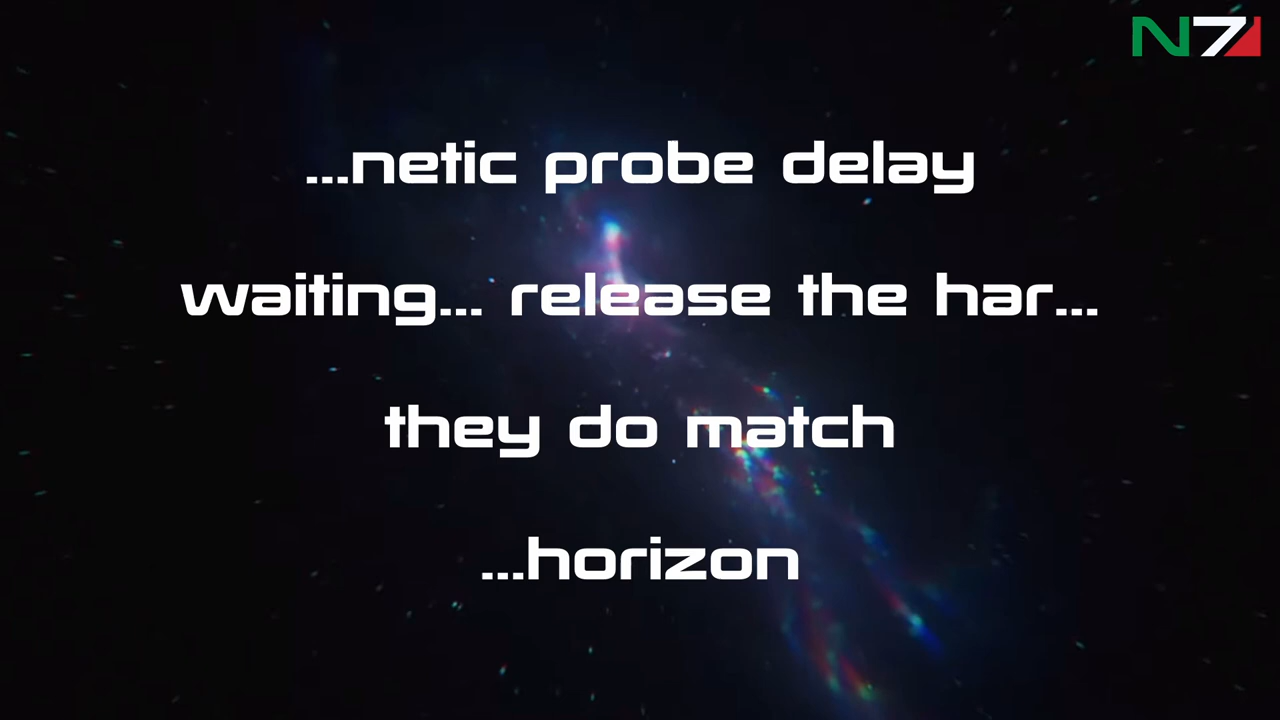 N7
...netic probe delay
waiting... release the har...
they do match
...horizon